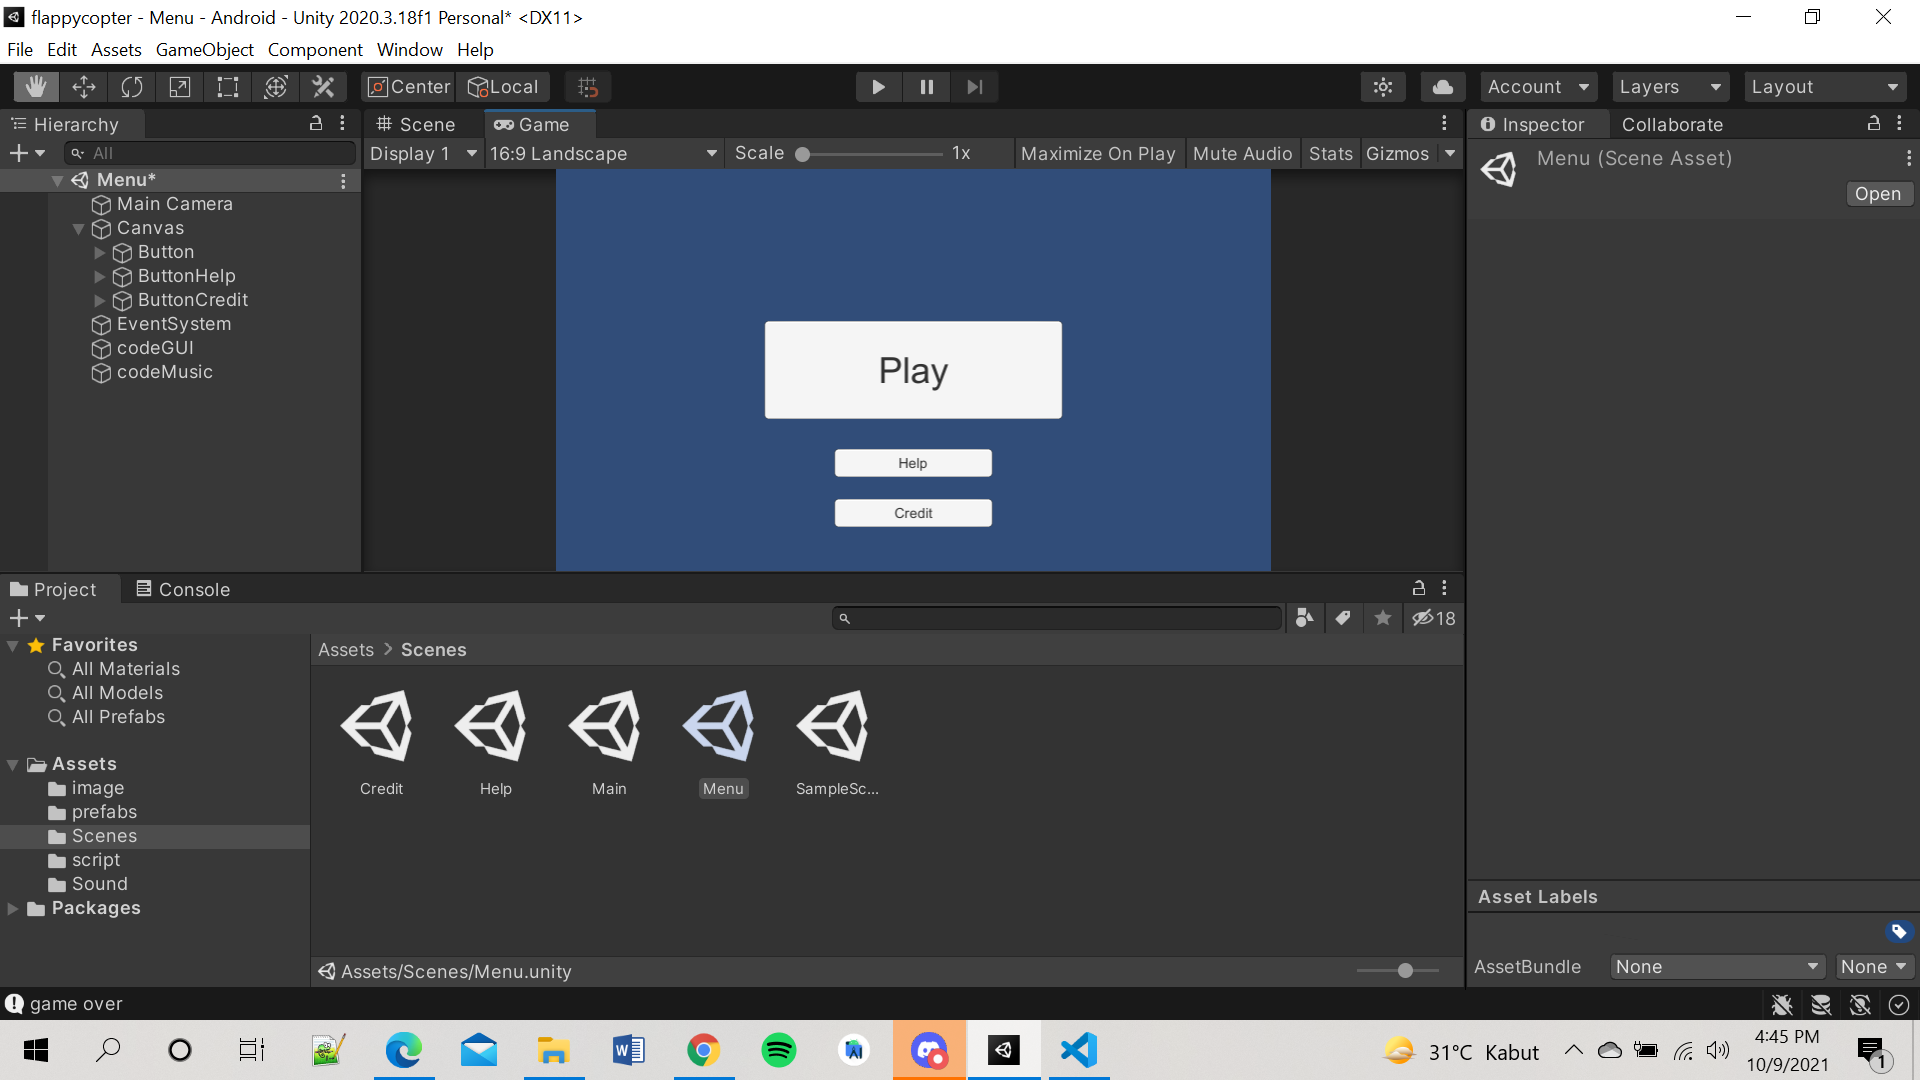 flappycopter - Menu - Android - Unity 2020.3.18f1 Personal* <DX11>
File Edit Assets GameObject Component Window Help
Center Local Account Layers Layout
Hierarchy
All
Menu*
Main Camera
Canvas
Button
ButtonHelp
ButtonCredit
EventSystem
codeGUI
codeMusic
Scene Game
Display 1 16:9 Landscape Scale 1x Maximize On Play Mute Audio Stats Gizmos
Play
Help
Credit
Inspector Collaborate
Menu (Scene Asset)
Open
Project Console
18
Favorites
All Materials
All Models
All Prefabs
Assets
image
prefabs
Scenes
script
Sound
Packages
Assets > Scenes
Credit Help Main Menu SampleSc...
Assets/Scenes/Menu.unity
Asset Labels
AssetBundle None None
game over
31°C Kabut
4:45 PM
10/9/2021
1